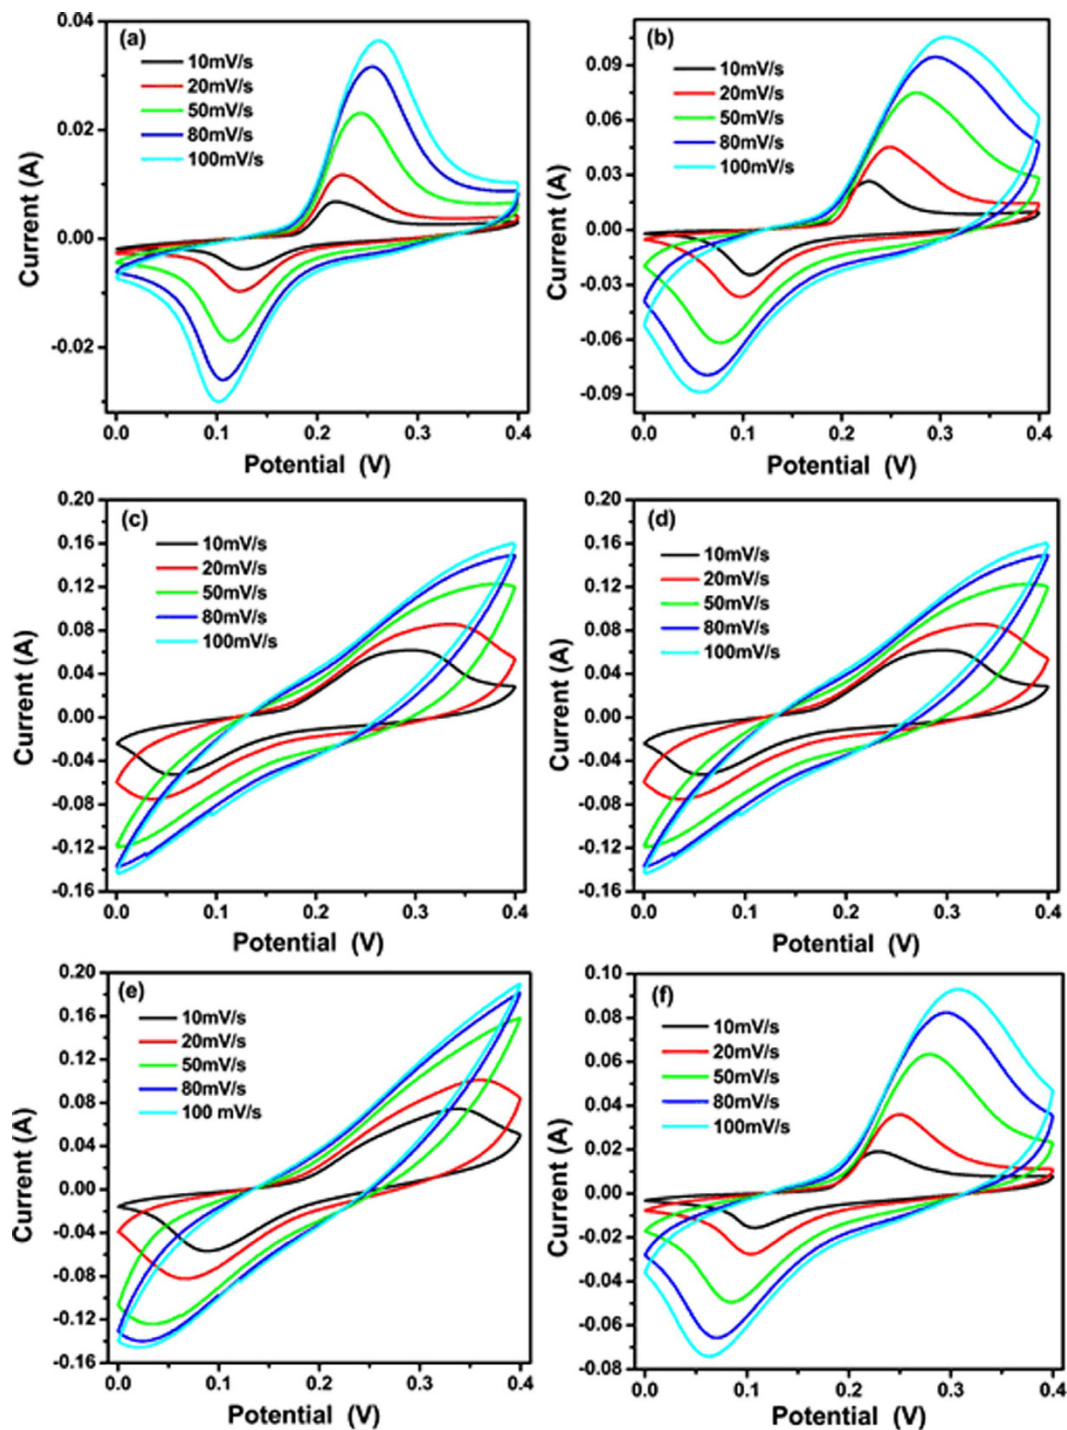 (a)
10mV/s
20mV/s
50mV/s
80mV/s
100mV/s
0.04
0.02
0.00
-0.02
Current (A)
0.0 0.1 0.2 0.3 0.4
Potential (V)
(b)
10mV/s
20mV/s
50mV/s
80mV/s
100mV/s
0.09
0.06
0.03
0.00
-0.03
-0.06
-0.09
Current (A)
0.0 0.1 0.2 0.3 0.4
Potential (V)
(c)
10mV/s
20mV/s
50mV/s
80mV/s
100mV/s
0.20
0.16
0.12
0.08
0.04
0.00
-0.04
-0.08
-0.12
-0.16
Current (A)
0.0 0.1 0.2 0.3 0.4
Potential (V)
(d)
10mV/s
20mV/s
50mV/s
80mV/s
100mV/s
0.20
0.16
0.12
0.08
0.04
0.00
-0.04
-0.08
-0.12
-0.16
Current (A)
0.0 0.1 0.2 0.3 0.4
Potential (V)
(e)
10mV/s
20mV/s
50mV/s
80mV/s
100 mV/s
0.20
0.16
0.12
0.08
0.04
0.00
-0.04
-0.08
-0.12
-0.16
Current (A)
0.0 0.1 0.2 0.3 0.4
Potential (V)
(f)
10mV/s
20mV/s
50mV/s
80mV/s
100mV/s
0.10
0.08
0.06
0.04
0.02
0.00
-0.02
-0.04
-0.06
-0.08
Current (A)
0.0 0.1 0.2 0.3 0.4
Potential (V)